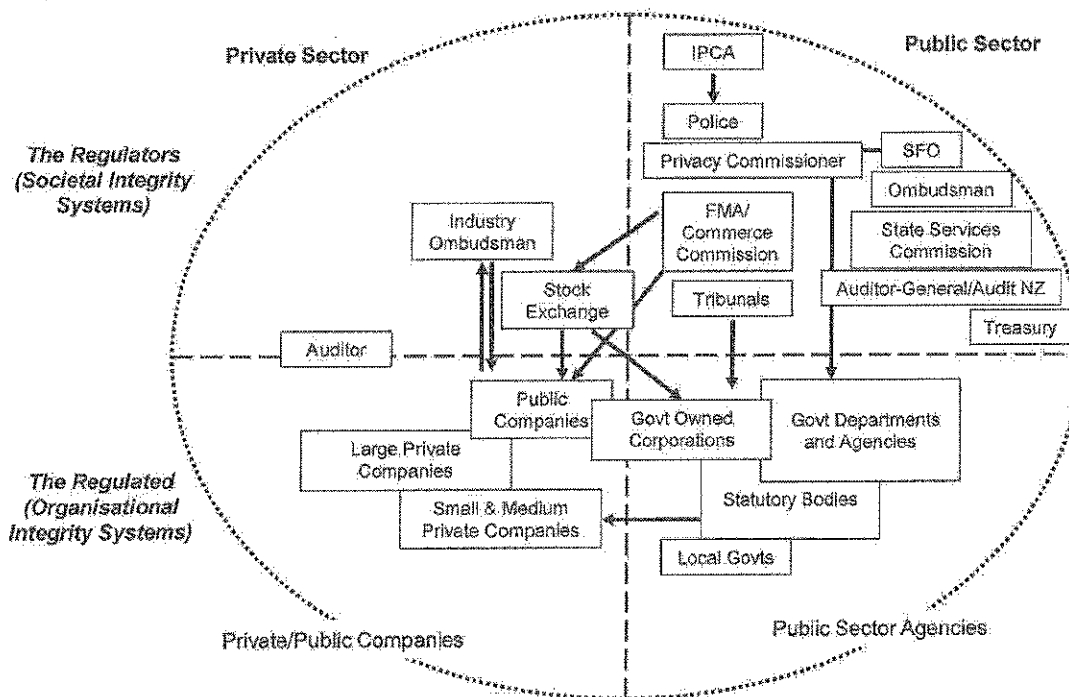 Private Sector
Public Sector
IPCA
Police
Privacy Commissioner
SFO
Ombudsman
The Regulators
(Societal Integrity
Systems)
Industry
Ombudsman
FMA/
Commerce
Commission
State Services
Commission
Stock
Exchange
Tribunals
Auditor-General/Audit NZ
Treasury
Auditor
Public
Companies
Govt Owned
Corporations
Govt Departments
and Agencies
Large Private
Companies
The Regulated
(Organisational
Integrity Systems)
Small & Medium
Private Companies
Statutory Bodies
Local Govts
Private/Public Companies
Public Sector Agencies